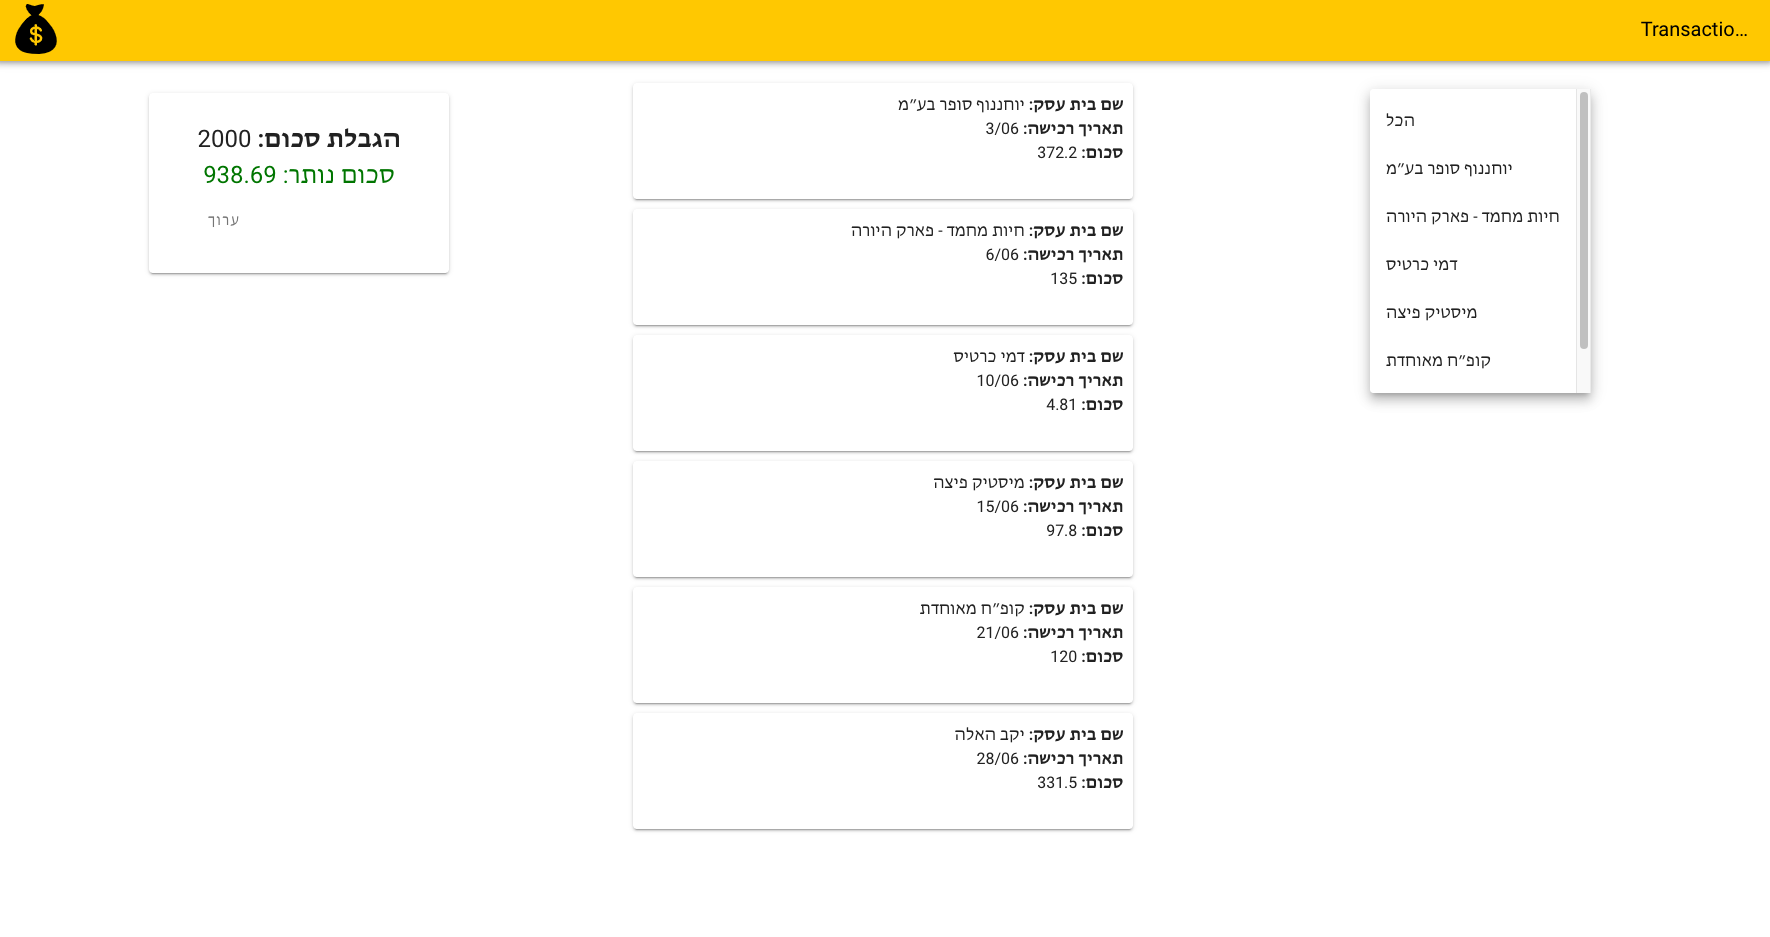 Transactio...
הכל
יוחננוף סופר בע״מ
חיות מחמד - פארק היורה
דמי כרטיס
מיסטיק פיצה
קופ״ח מאוחדת
שם בית עסק: יוחננוף סופר בע״מ
תאריך רכישה: 3/06
סכום: 372.2
שם בית עסק: חיות מחמד - פארק היורה
תאריך רכישה: 6/06
סכום: 135
שם בית עסק: דמי כרטיס
תאריך רכישה: 10/06
סכום: 4.81
שם בית עסק: מיסטיק פיצה
תאריך רכישה: 15/06
סכום: 97.8
שם בית עסק: קופ״ח מאוחדת
תאריך רכישה: 21/06
סכום: 120
שם בית עסק: יקב האלה
תאריך רכישה: 28/06
סכום: 331.5
הגבלת סכום: 2000
סכום נותר: 938.69
ערוך